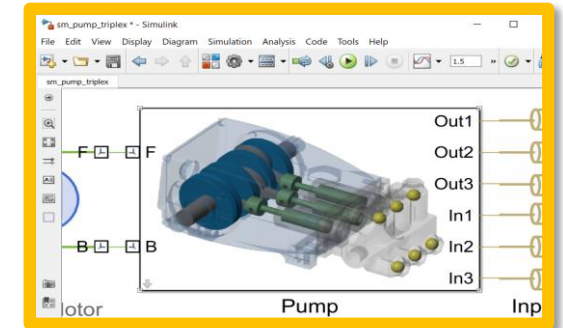 sm_pump_triplex * - Simulink
File Edit View Display Diagram Simulation Analysis Code Tools Help
1.5 »
sm_pump_triplex
Out1
F F Out2
Out3
In1
B B In2
In3
lotor Pump Inp